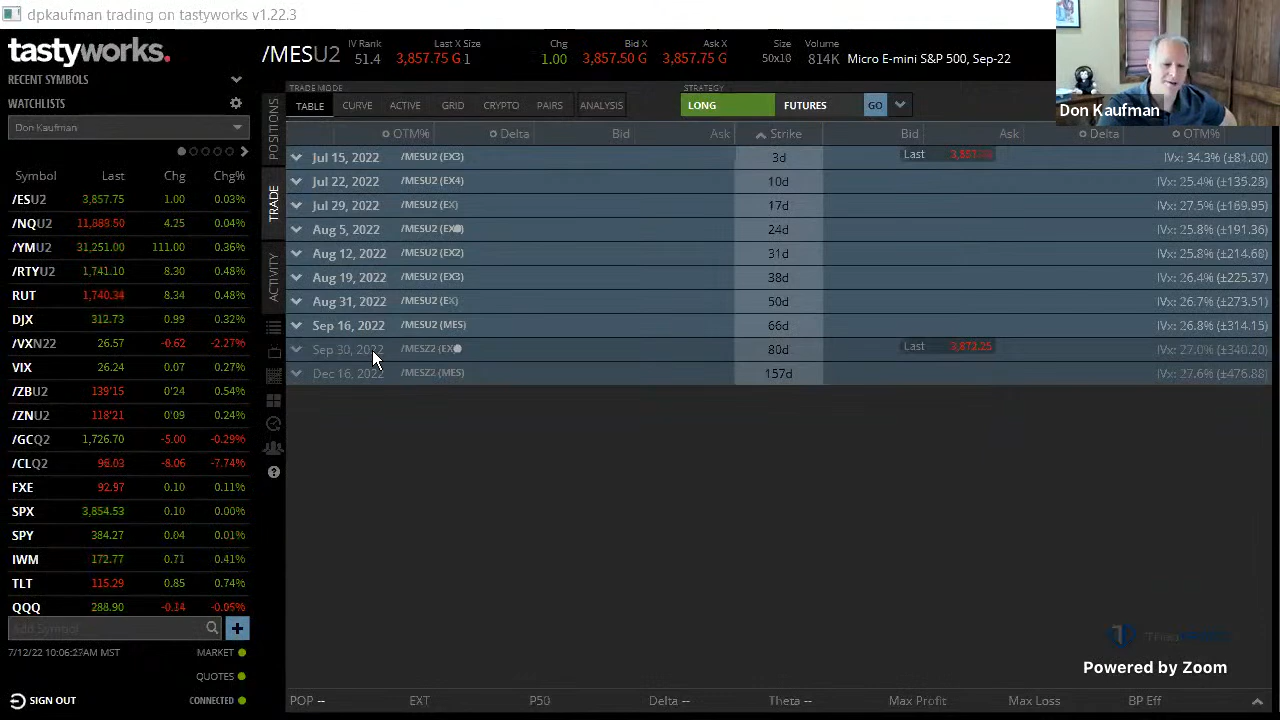 dpkaufman trading on tastyworks v1.22.3
tastyworks.
/MESU2
IV Rank
51.4
Last X Size
3,857.75 G 1
Chg
1.00
Bid X
3,857.50 G
Ask X
3,857.75 G
Size
50x10
Volume
814K
Micro E-mini S&P 500, Sep-22
Don Kaufman
RECENT SYMBOLS
WATCHLISTS
Don Kaufman
Symbol Last Chg Chg%
/ESU2 3,857.75 1.00 0.03%
/NQU2 11,889.50 4.25 0.04%
/YMU2 31,251.00 111.00 0.36%
/RTYU2 1,741.10 8.30 0.48%
RUT 1,740.34 8.34 0.48%
DJX 312.73 0.99 0.32%
/VXN22 26.57 -0.62 -2.27%
VIX 26.24 0.07 0.27%
/ZBU2 139'15 0'24 0.54%
/ZNU2 118'21 0'09 0.24%
/GCQ2 1,726.70 -5.00 -0.29%
/CLQ2 96.03 -8.06 -7.74%
FXE 92.97 0.10 0.11%
SPX 3,854.53 0.10 0.00%
SPY 384.27 0.04 0.01%
IWM 172.77 0.71 0.41%
TLT 115.29 0.85 0.74%
QQQ 288.90 -0.14 -0.05%
Add Symbol
7/12/22 10:06:27AM MST
MARKET
QUOTES
SIGN OUT
CONNECTED
POSITIONS
TRADE
ACTIVITY
TRADE MODE
TABLE CURVE ACTIVE GRID CRYPTO PAIRS ANALYSIS
STRATEGY
LONG FUTURES GO
OTM% Delta Bid Ask Strike Bid Ask Delta OTM%
Jul 15, 2022 /MESU2 (EX3) 3d Last IVx: 34.3% (±81.00)
Jul 22, 2022 /MESU2 (EX4) 10d IVx: 25.4% (±135.28)
Jul 29, 2022 /MESU2 (EX) 17d IVx: 27.5% (±169.95)
Aug 5, 2022 /MESU2 24d IVx: 25.8% (±191.36)
Aug 12, 2022 /MESU2 (EX2) 31d IVx: 25.8% (±214.68)
Aug 19, 2022 /MESU2 (EX3) 38d IVx: 26.4% (±225.37)
Aug 31, 2022 /MESU2 (EX) 50d IVx: 26.7% (±273.51)
Sep 16, 2022 /MESU2 (MES) 66d IVx: 26.8% (±314.15)
Sep 30, 2022 /MESZ2 80d Last 3,872.25 IVx: 27.0% (±340.20)
Dec 16, 2022 /MESZ2 (MES) 157d IVx: 27.6% (±476.88)
Powered by Zoom
POP -- EXT P50 Delta -- Theta -- Max Profit Max Loss BP Eff